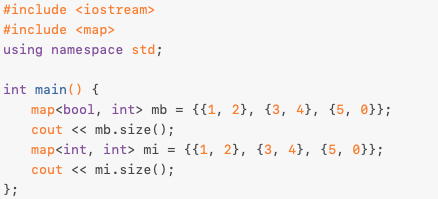 #include <iostream>
#include <map>
using namespace std;

int main() {
    map<bool, int> mb = {{1, 2}, {3, 4}, {5, 0}};
    cout << mb.size();
    map<int, int> mi = {{1, 2}, {3, 4}, {5, 0}};
    cout << mi.size();
};